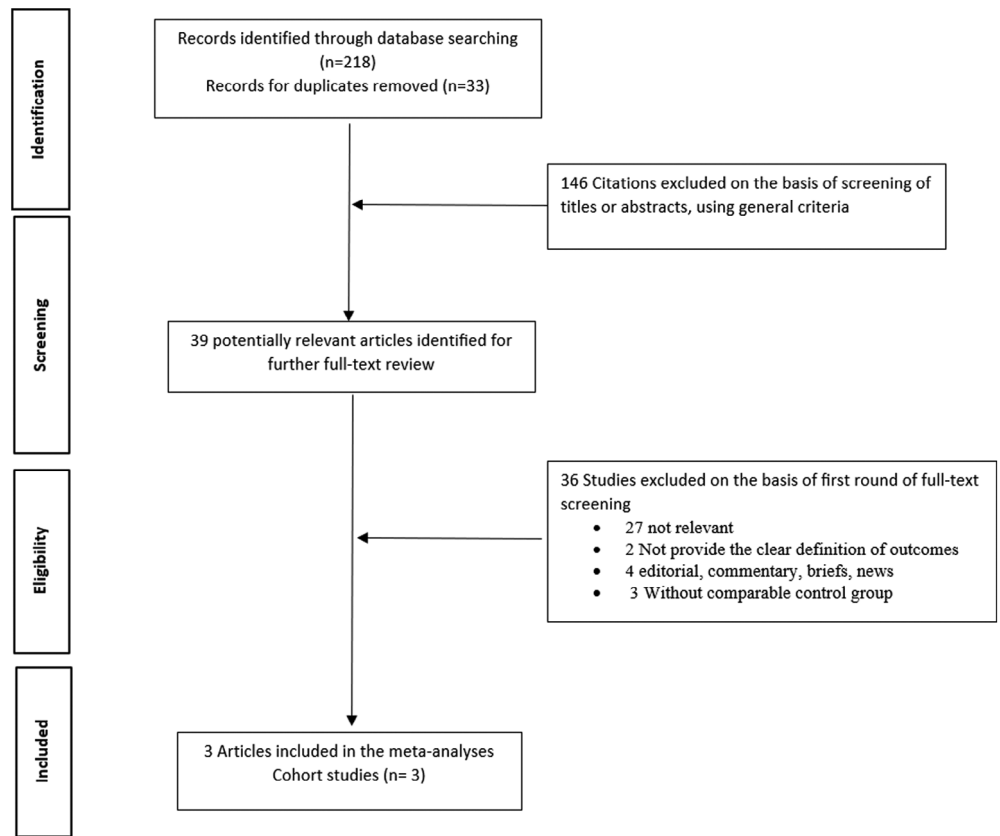 Identification
Records identified through database searching
(n=218)
Records for duplicates removed (n=33)
146 Citations excluded on the basis of screening of
titles or abstracts, using general criteria
Screening
39 potentially relevant articles identified for
further full-text review
Eligibility
36 Studies excluded on the basis of first round of full-text
screening
• 27 not relevant
• 2 Not provide the clear definition of outcomes
• 4 editorial, commentary, briefs, news
• 3 Without comparable control group
Included
3 Articles included in the meta-analyses
Cohort studies (n= 3)